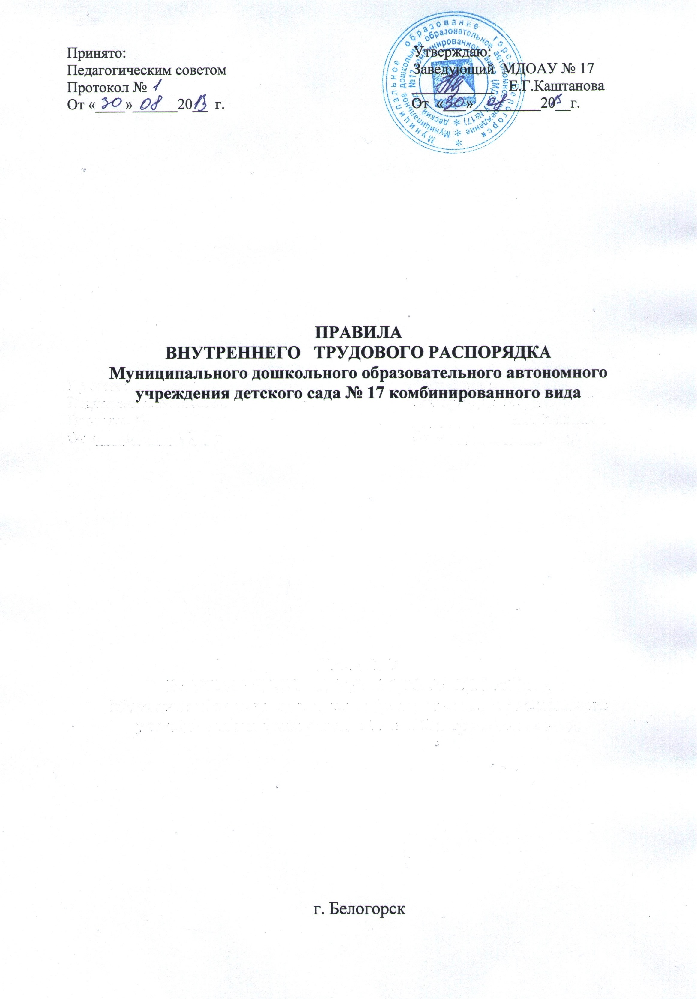 Принято:
Педагогическим советом
Протокол № 1
От «30» 08 2013 г.
Утверждаю:
Заведующий МДОАУ № 17
Е.Г.Каштанова
От «30» 08 2013 г.
Муниципальное образование город Белогорск
Муниципальное дошкольное образовательное автономное учреждение
детский сад №17 комбинированного вида (МДОАУ №17)
ПРАВИЛА
ВНУТРЕННЕГО ТРУДОВОГО РАСПОРЯДКА
Муниципального дошкольного образовательного автономного
учреждения детского сада № 17 комбинированного вида
г. Белогорск